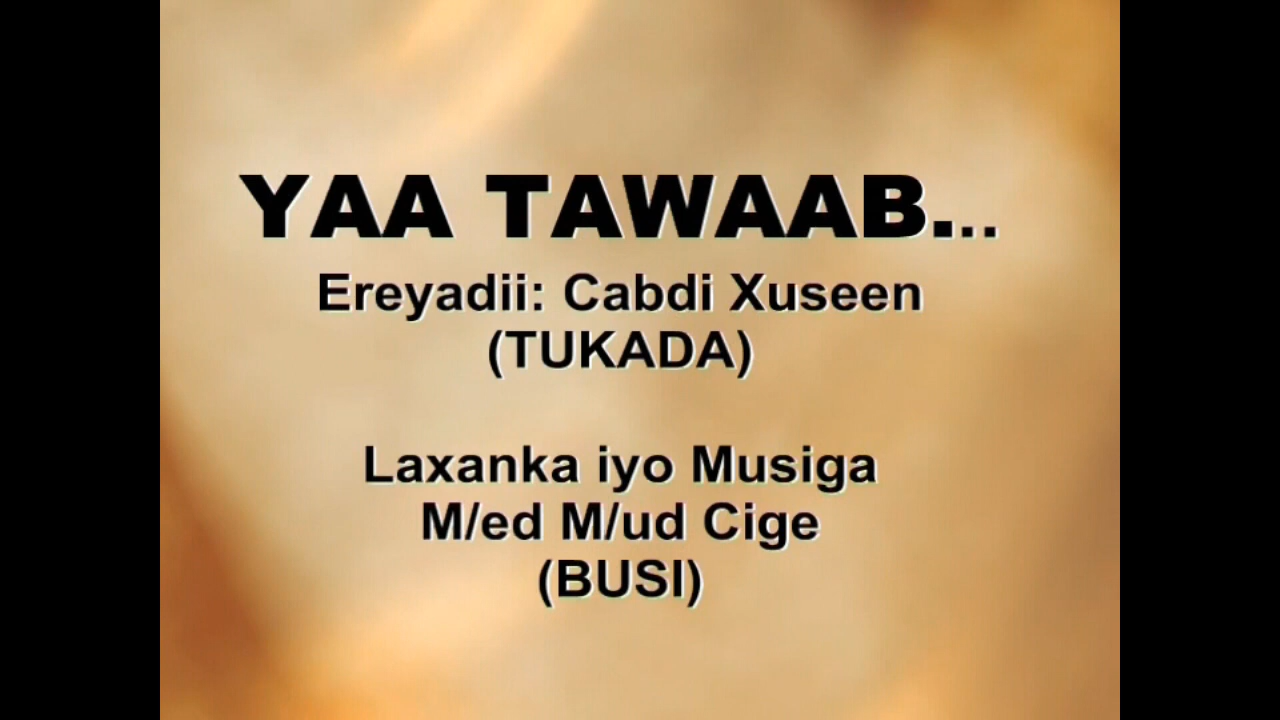 YAA TAWAAB...
Ereyadii: Cabdi Xuseen
(TUKADA)
Laxanka iyo Musiga
M/ed M/ud Cige
(BUSI)